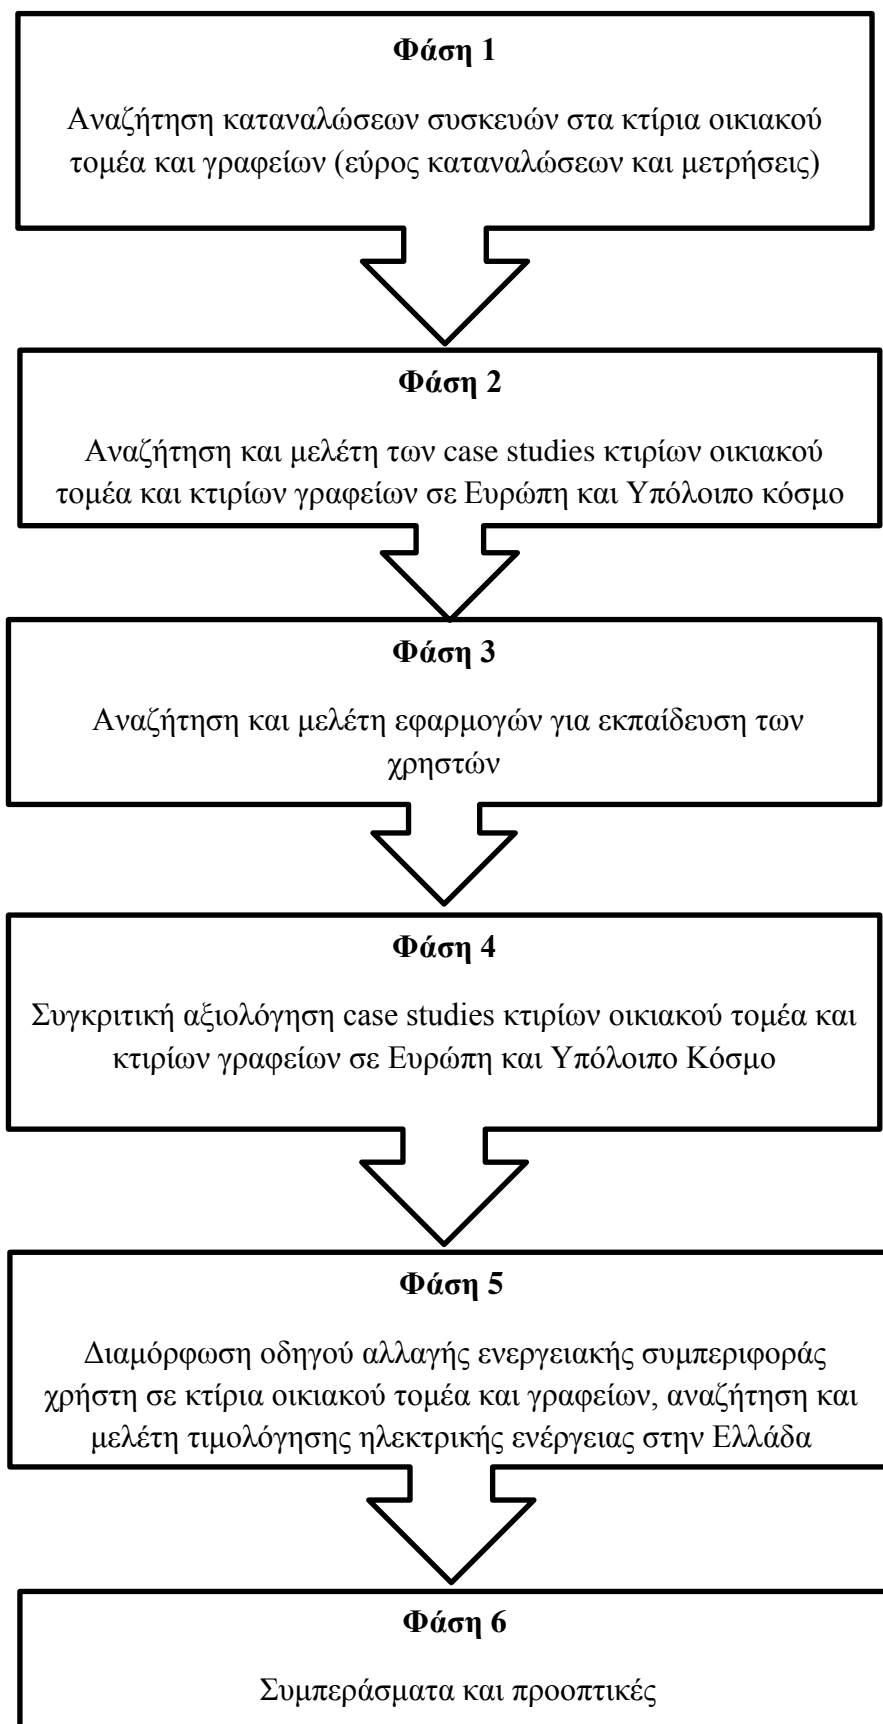 Φάση 1
Αναζήτηση καταναλώσεων συσκευών στα κτίρια οικιακού
τομέα και γραφείων (εύρος καταναλώσεων και μετρήσεις)
Φάση 2
Αναζήτηση και μελέτη των case studies κτιρίων οικιακού
τομέα και κτιρίων γραφείων σε Ευρώπη και Υπόλοιπο κόσμο
Φάση 3
Αναζήτηση και μελέτη εφαρμογών για εκπαίδευση των
χρηστών
Φάση 4
Συγκριτική αξιολόγηση case studies κτιρίων οικιακού τομέα και
κτιρίων γραφείων σε Ευρώπη και Υπόλοιπο Κόσμο
Φάση 5
Διαμόρφωση οδηγού αλλαγής ενεργειακής συμπεριφοράς
χρήστη σε κτίρια οικιακού τομέα και γραφείων, αναζήτηση και
μελέτη τιμολόγησης ηλεκτρικής ενέργειας στην Ελλάδα
Φάση 6
Συμπεράσματα και προοπτικές